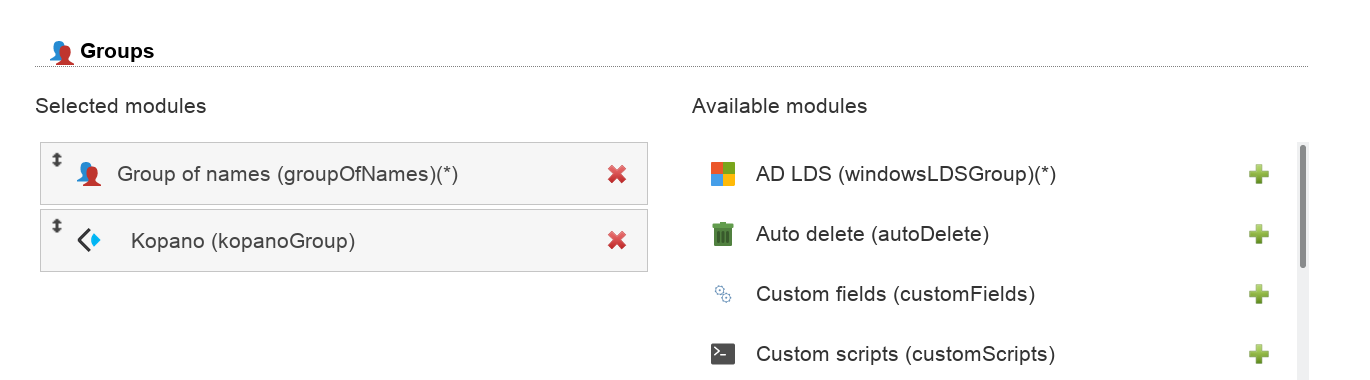 Groups
Selected modules
Available modules
Group of names (groupOfNames)(*)
Kopano (kopanoGroup)
AD LDS (windowsLDSGroup)(*)
Auto delete (autoDelete)
Custom fields (customFields)
Custom scripts (customScripts)